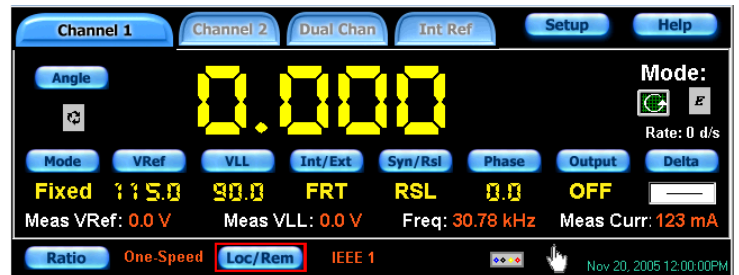 Channel 1 Channel 2 Dual Chan Int Ref Setup Help
Angle 0.000 Mode:
E
Rate: 0 d/s
Mode VRef VLL Int/Ext Syn/Rsl Phase Output Delta
Fixed 115.0 90.0 FRT RSL 0.0 OFF
Meas VRef: 0.0 V Meas VLL: 0.0 V Freq: 30.78 kHz Meas Curr: 123 mA
Ratio One-Speed Loc/Rem IEEE 1 Nov 20, 2005 12:00:00PM